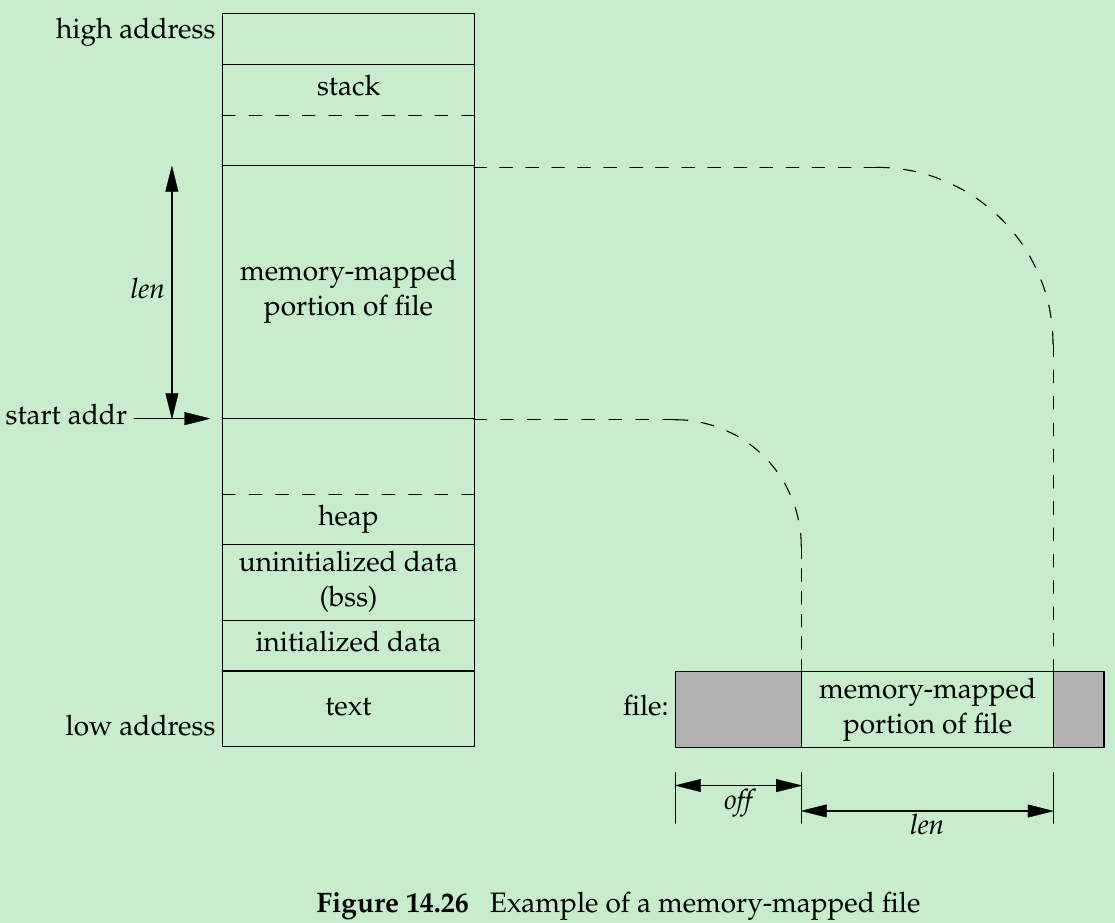 high address
stack
memory-mapped
portion of file
len
start addr
heap
uninitialized data
(bss)
initialized data
text
low address
file:
memory-mapped
portion of file
off
len
Figure 14.26 Example of a memory-mapped file